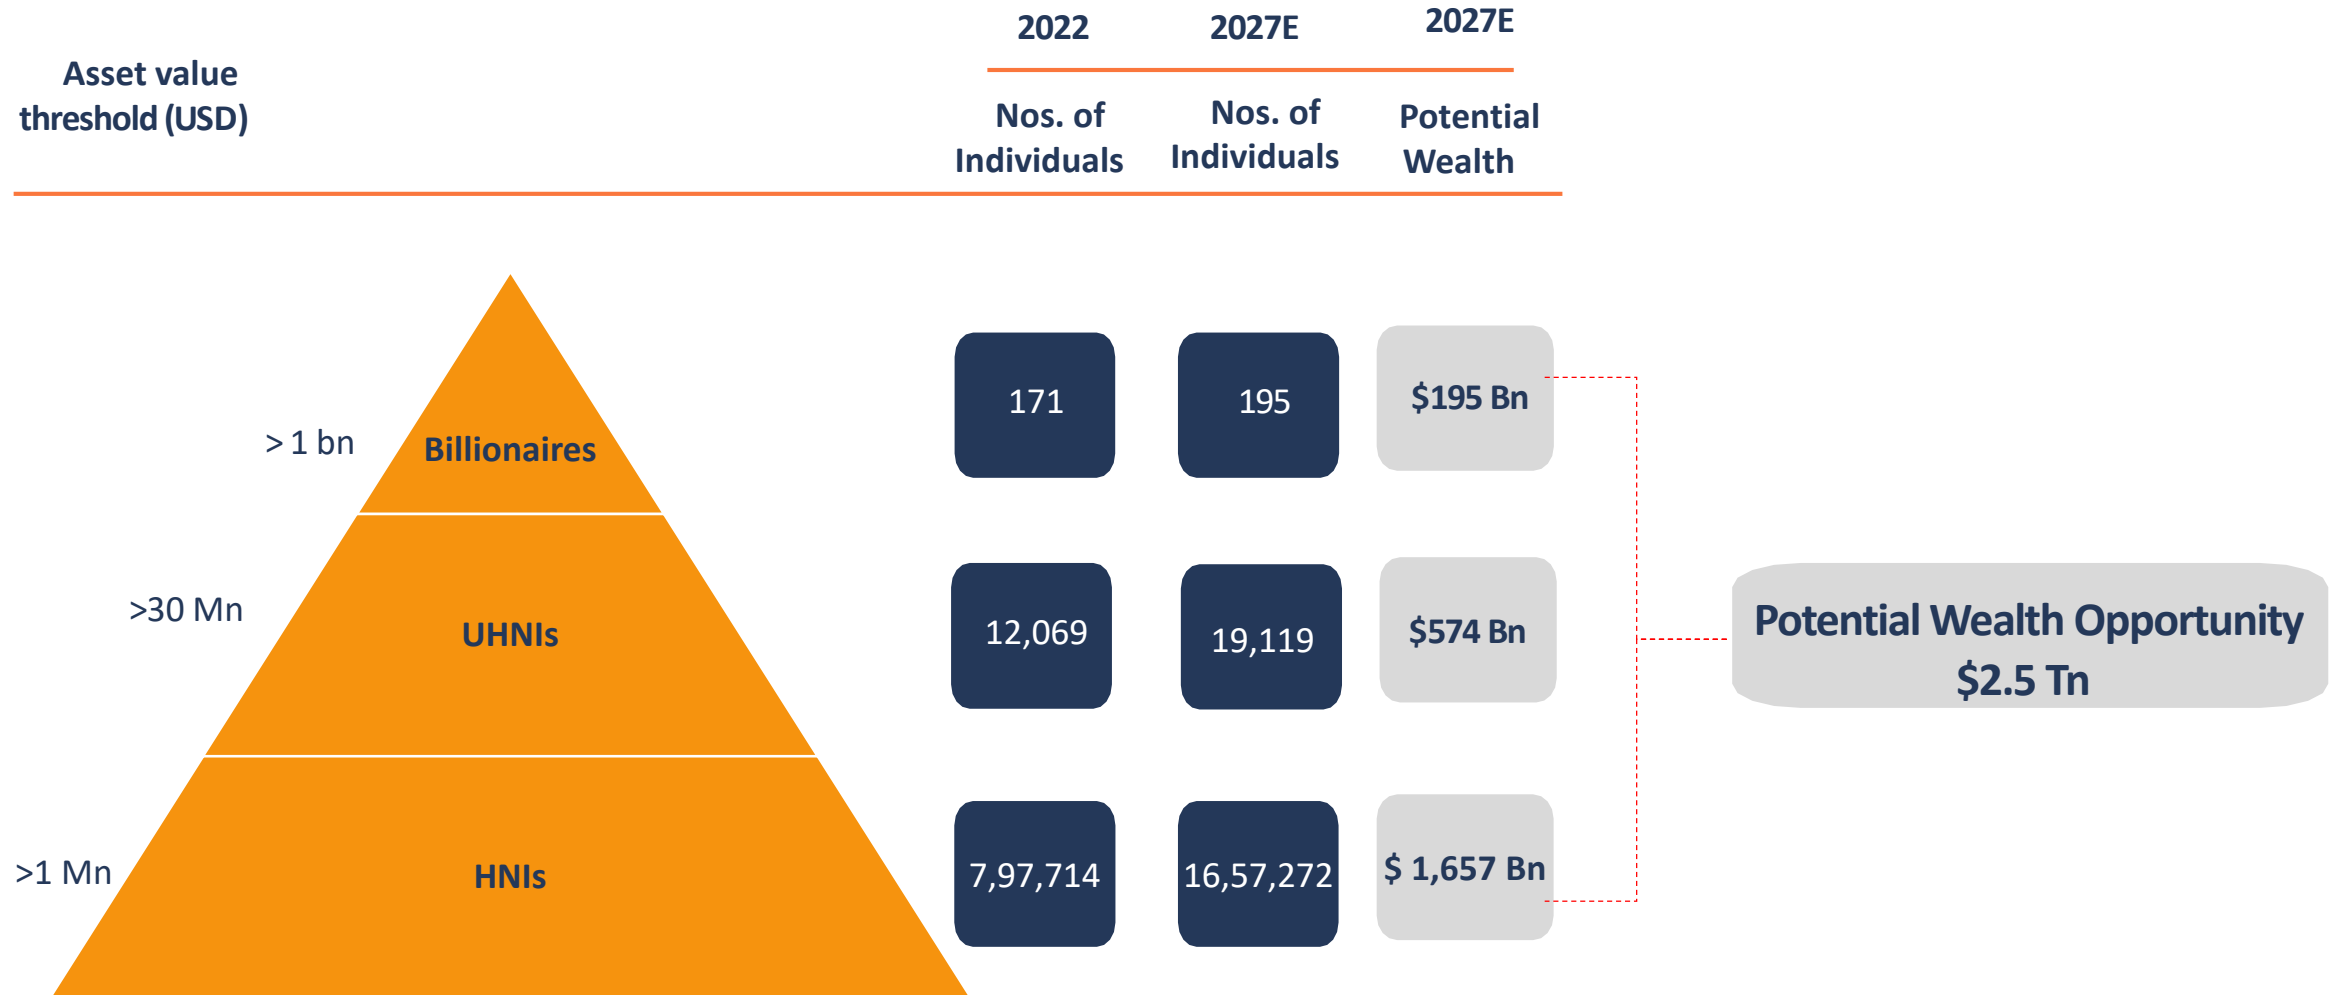 Asset value
threshold (USD)
2022
2027E
2027E
Nos. of
Individuals
Nos. of
Individuals
Potential
Wealth
> 1 bn
Billionaires
171
195
$195 Bn
>30 Mn
UHNIs
12,069
19,119
$574 Bn
>1 Mn
HNIs
7,97,714
16,57,272
$ 1,657 Bn
Potential Wealth Opportunity
$2.5 Tn